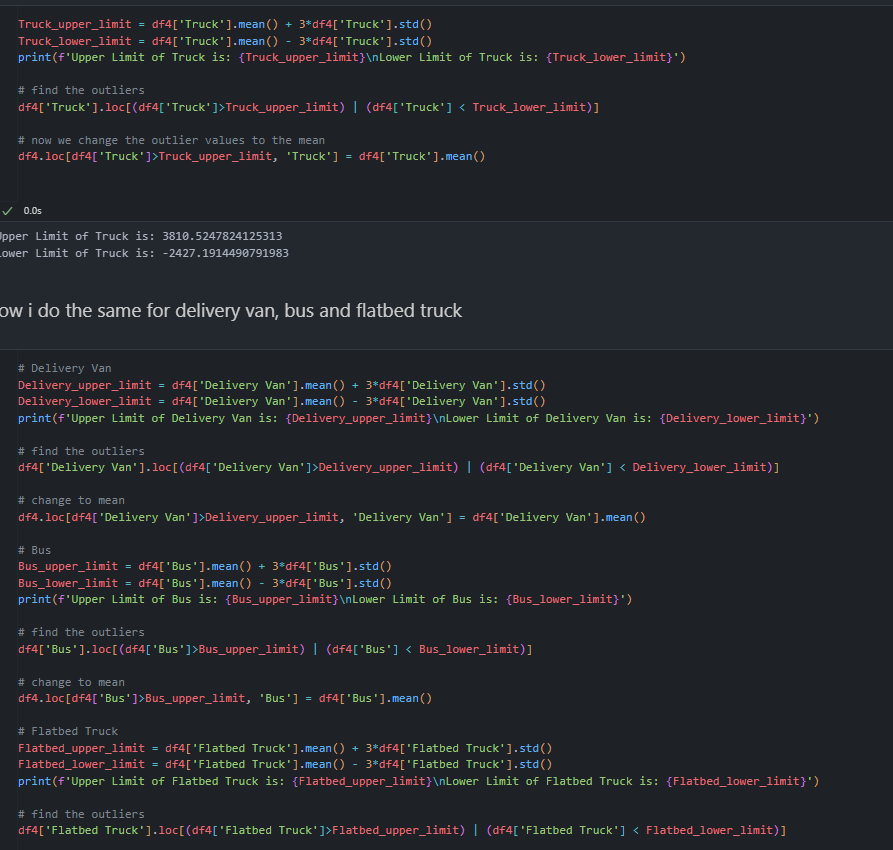 Truck_upper_limit = df4['Truck'].mean() + 3*df4['Truck'].std()
Truck_lower_limit = df4['Truck'].mean() - 3*df4['Truck'].std()
print(f'Upper Limit of Truck is: {Truck_upper_limit}\nLower Limit of Truck is: {Truck_lower_limit}')
# find the outliers
df4['Truck'].loc[(df4['Truck']>Truck_upper_limit) | (df4['Truck'] < Truck_lower_limit)]
# now we change the outlier values to the mean
df4.loc[df4['Truck']>Truck_upper_limit, 'Truck'] = df4['Truck'].mean()
✓ 0.0s
Upper Limit of Truck is: 3810.5247824125313
ower Limit of Truck is: -2427.1914490791983
ow i do the same for delivery van, bus and flatbed truck
# Delivery Van
Delivery_upper_limit = df4['Delivery Van'].mean() + 3*df4['Delivery Van'].std()
Delivery_lower_limit = df4['Delivery Van'].mean() - 3*df4['Delivery Van'].std()
print(f'Upper Limit of Delivery Van is: {Delivery_upper_limit}\nLower Limit of Delivery Van is: {Delivery_lower_limit}')
# find the outliers
df4['Delivery Van'].loc[(df4['Delivery Van']>Delivery_upper_limit) | (df4['Delivery Van'] < Delivery_lower_limit)]
# change to mean
df4.loc[df4['Delivery Van']>Delivery_upper_limit, 'Delivery Van'] = df4['Delivery Van'].mean()
# Bus
Bus_upper_limit = df4['Bus'].mean() + 3*df4['Bus'].std()
Bus_lower_limit = df4['Bus'].mean() - 3*df4['Bus'].std()
print(f'Upper Limit of Bus is: {Bus_upper_limit}\nLower Limit of Bus is: {Bus_lower_limit}')
# find the outliers
df4['Bus'].loc[(df4['Bus']>Bus_upper_limit) | (df4['Bus'] < Bus_lower_limit)]
# change to mean
df4.loc[df4['Bus']>Bus_upper_limit, 'Bus'] = df4['Bus'].mean()
# Flatbed Truck
Flatbed_upper_limit = df4['Flatbed Truck'].mean() + 3*df4['Flatbed Truck'].std()
Flatbed_lower_limit = df4['Flatbed Truck'].mean() - 3*df4['Flatbed Truck'].std()
print(f'Upper Limit of Flatbed Truck is: {Flatbed_upper_limit}\nLower Limit of Flatbed Truck is: {Flatbed_lower_limit}')
# find the outliers
df4['Flatbed Truck'].loc[(df4['Flatbed Truck']>Flatbed_upper_limit) | (df4['Flatbed Truck'] < Flatbed_lower_limit)]